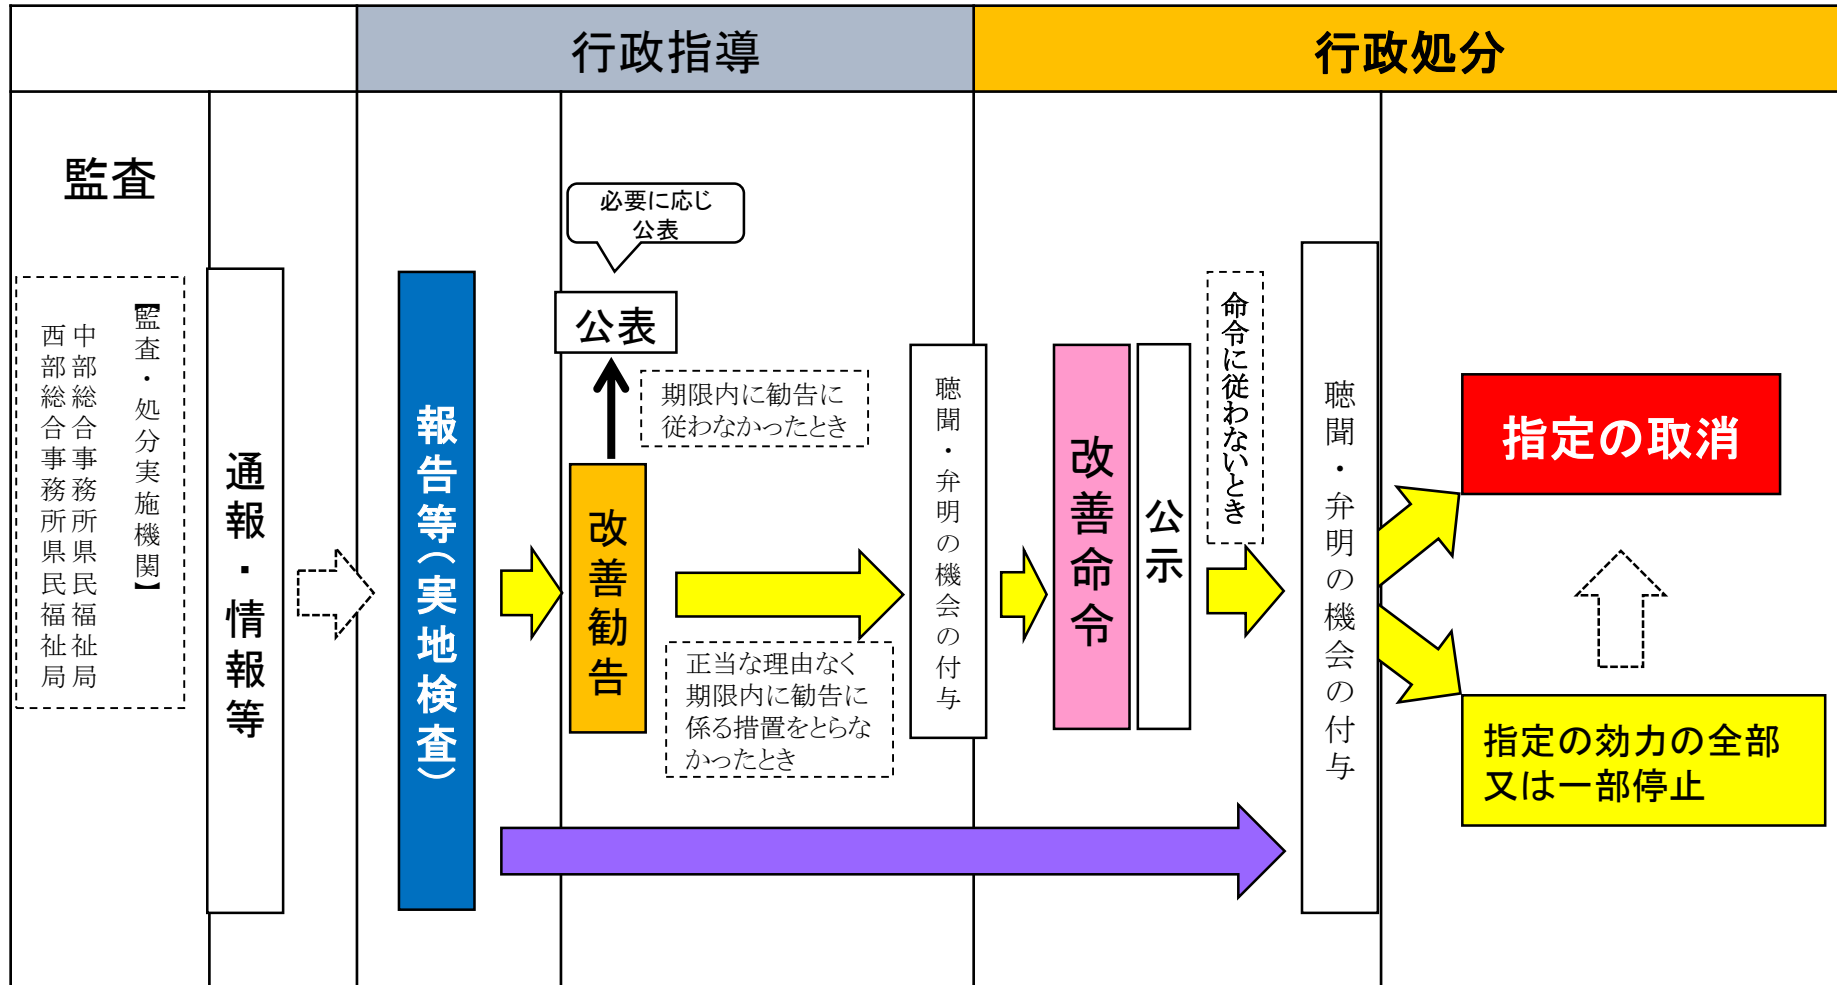 行政指導
行政処分
監査
【監査・処分実施機関】
中部総合事務所県民福祉局
西部総合事務所県民福祉局
通報・情報等
報告等(実地検査)
必要に応じ
公表
公表
期限内に勧告に
従わなかったとき
改善勧告
正当な理由なく
期限内に勧告に
係る措置をとらな
かったとき
聴聞・弁明の機会の付与
改善命令
公示
命令に従わないとき
聴聞・弁明の機会の付与
指定の取消
指定の効力の全部
又は一部停止